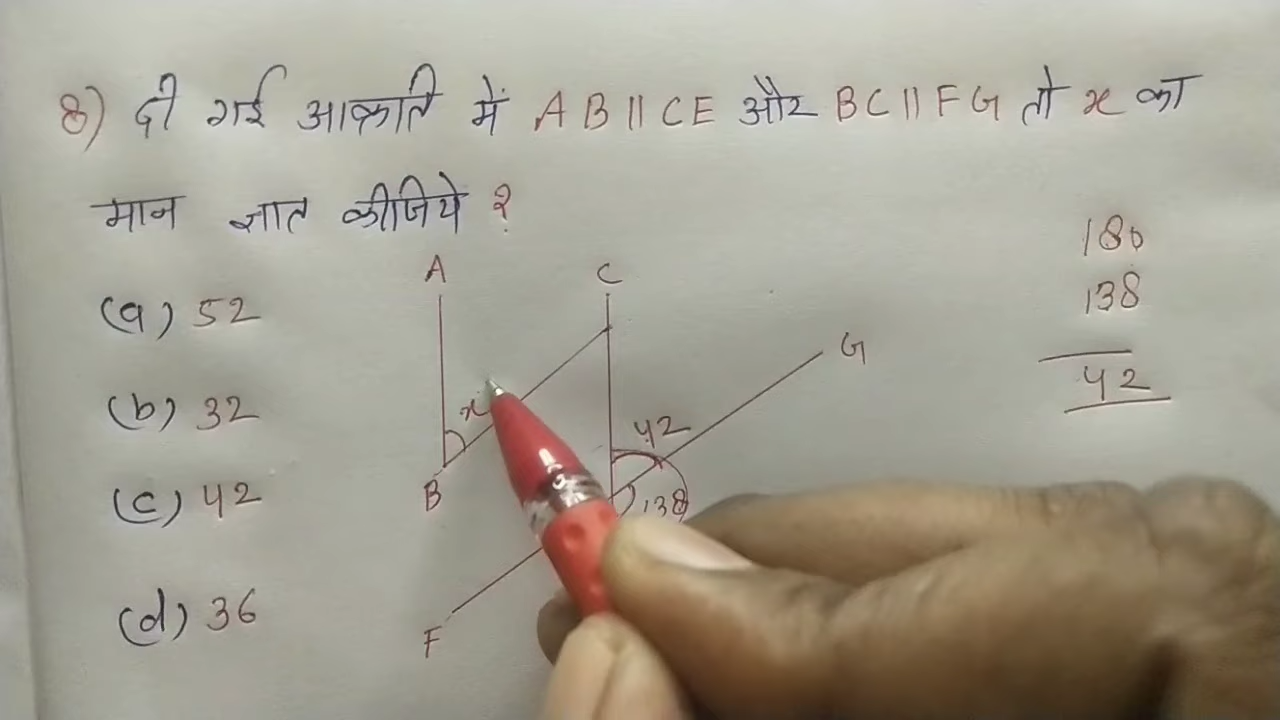 8) दी गई आकृति में AB||CE और BC||FG तो x का
मान ज्ञात कीजिये ?
(a) 52
(b) 32
(c) 42
(d) 36
A
C
G
x
42
B
138
F
180
138
42